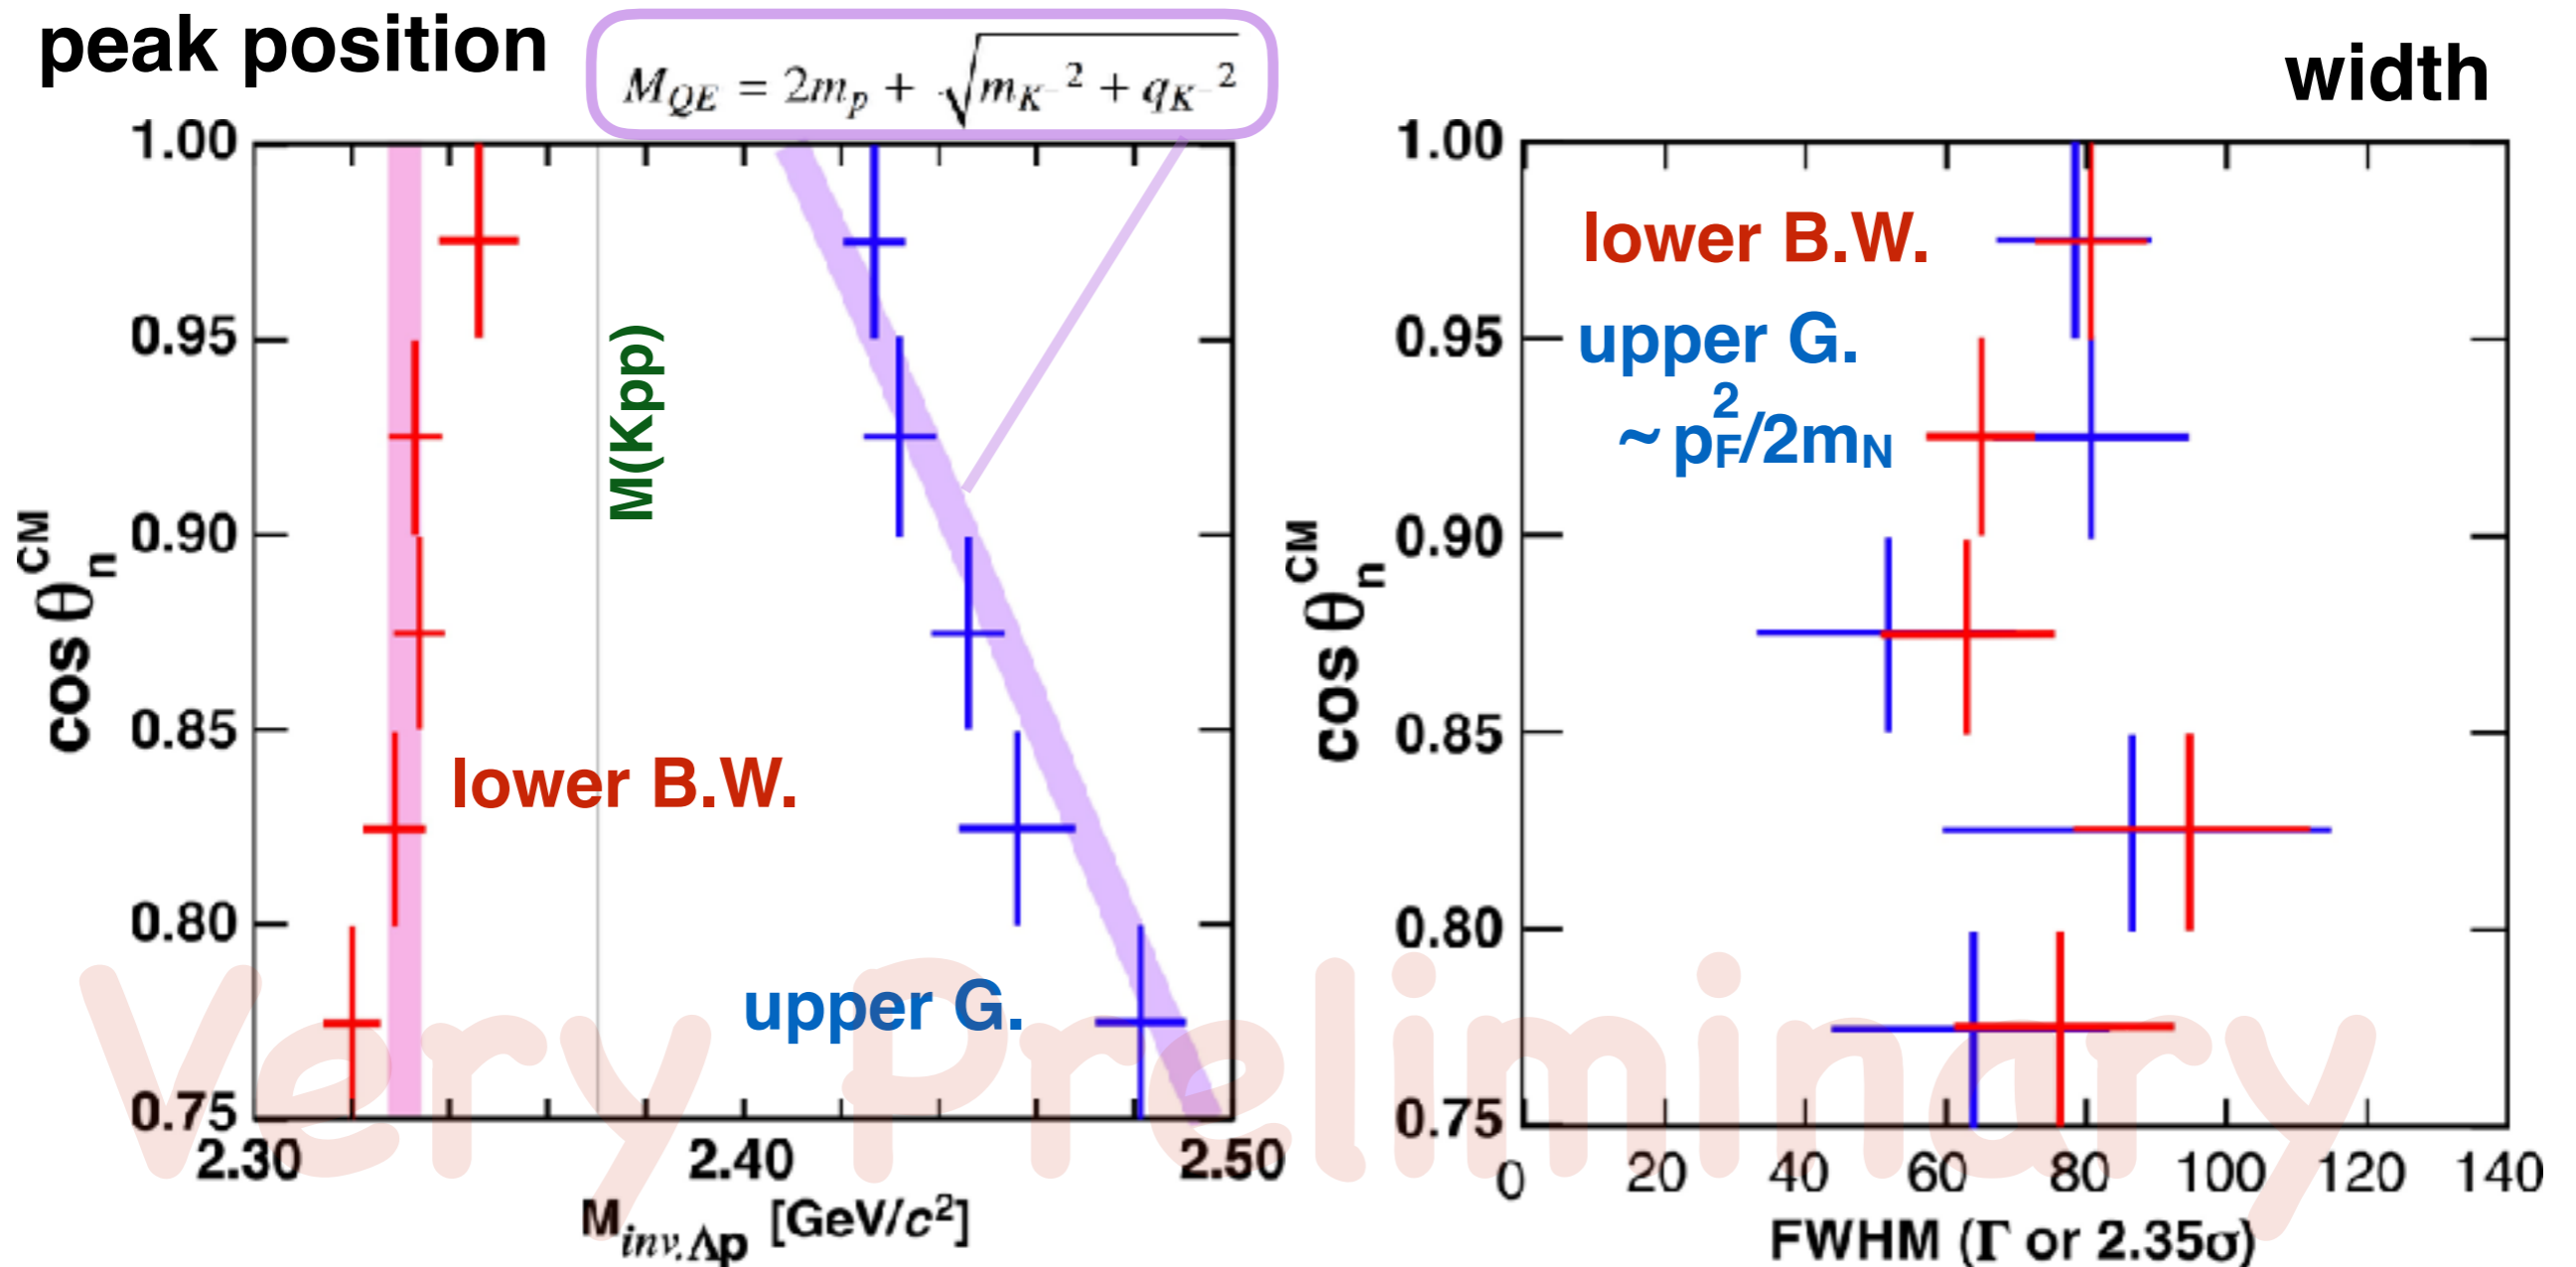 peak position
M_QE = 2m_p + √(m_K⁻² + q_K⁻²)
width
1.00
0.95
0.90
0.85
0.80
0.75
cos θ_n^CM
M(Kpp)
lower B.W.
upper G.
2.30
2.40
2.50
M_inv.Λp [GeV/c²]
1.00
0.95
0.90
0.85
0.80
0.75
cos θ_n^CM
lower B.W.
upper G.
~ p_F²/2m_N
0
20
40
60
80
100
120
140
FWHM (Γ or 2.35σ)
Very Preliminary